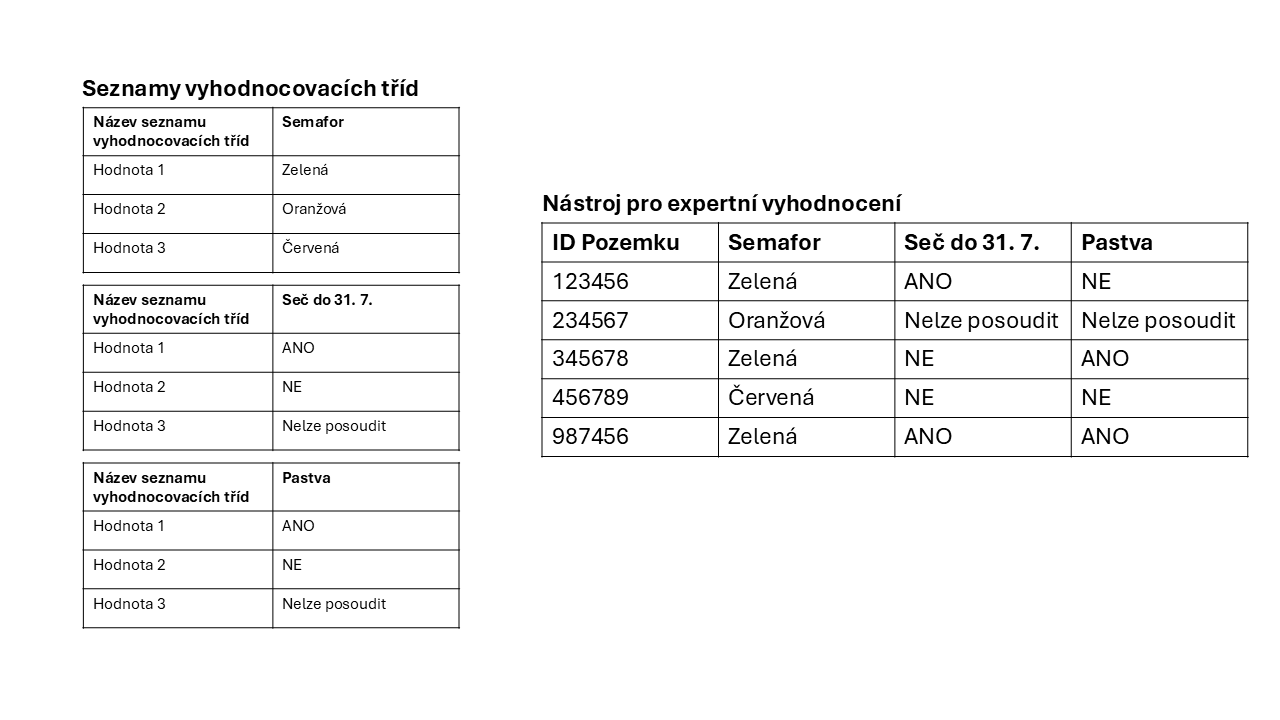 Seznamy vyhodnocovacích tříd
Název seznamu vyhodnocovacích tříd Semafor
Hodnota 1 Zelená
Hodnota 2 Oranžová
Hodnota 3 Červená
Název seznamu vyhodnocovacích tříd Seč do 31. 7.
Hodnota 1 ANO
Hodnota 2 NE
Hodnota 3 Nelze posoudit
Název seznamu vyhodnocovacích tříd Pastva
Hodnota 1 ANO
Hodnota 2 NE
Hodnota 3 Nelze posoudit
Nástroj pro expertní vyhodnocení
ID Pozemku Semafor Seč do 31. 7. Pastva
123456 Zelená ANO NE
234567 Oranžová Nelze posoudit Nelze posoudit
345678 Zelená NE ANO
456789 Červená NE NE
987456 Zelená ANO ANO